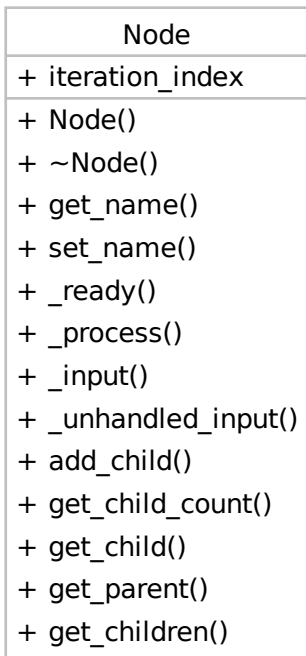 Node
+ iteration_index
+ Node()
+ ~Node()
+ get_name()
+ set_name()
+ _ready()
+ _process()
+ _input()
+ _unhandled_input()
+ add_child()
+ get_child_count()
+ get_child()
+ get_parent()
+ get_children()